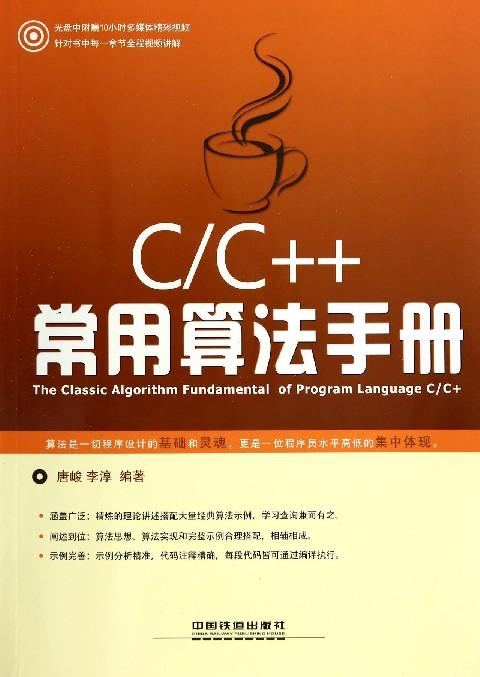 光盘中附赠10小时多媒体精彩视频
针对书中每一章节全程视频讲解
C/C++
常用算法手册
The Classic Algorithm Fundamental of Program Language C/C+
算法是一切程序设计的基础和灵魂，更是一位程序员水平高低的集中体现。
唐峻 李淳 编著
• 涵盖广泛：精炼的理论讲述搭配大量经典算法示例，学习查询兼而有之。
• 阐述到位：算法思想、算法实现和完整示例合理搭配，相辅相成。
• 示例完善：示例分析精准，代码注释精确，每段代码皆可通过编译执行。
中国铁道出版社
CHINA RAILWAY PUBLISHING HOUSE